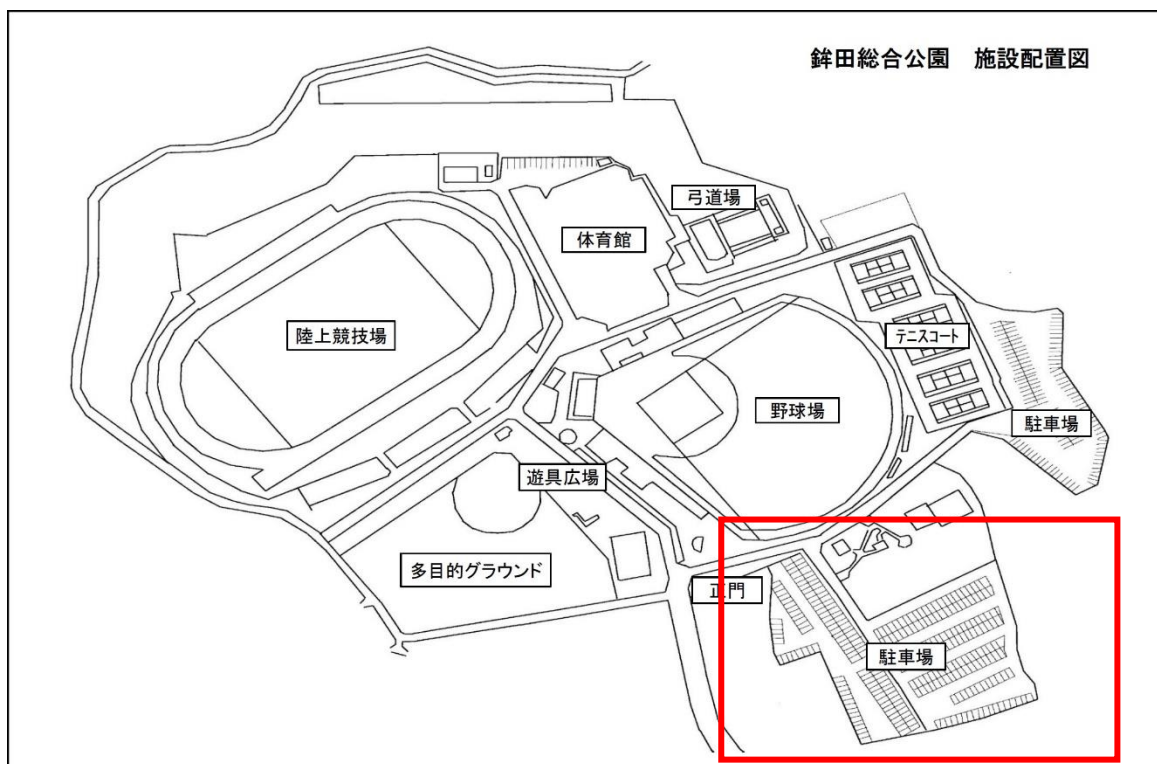 鉾田総合公園　施設配置図
弓道場
体育館
陸上競技場
テニスコート
野球場
駐車場
遊具広場
多目的グラウンド
正門
駐車場